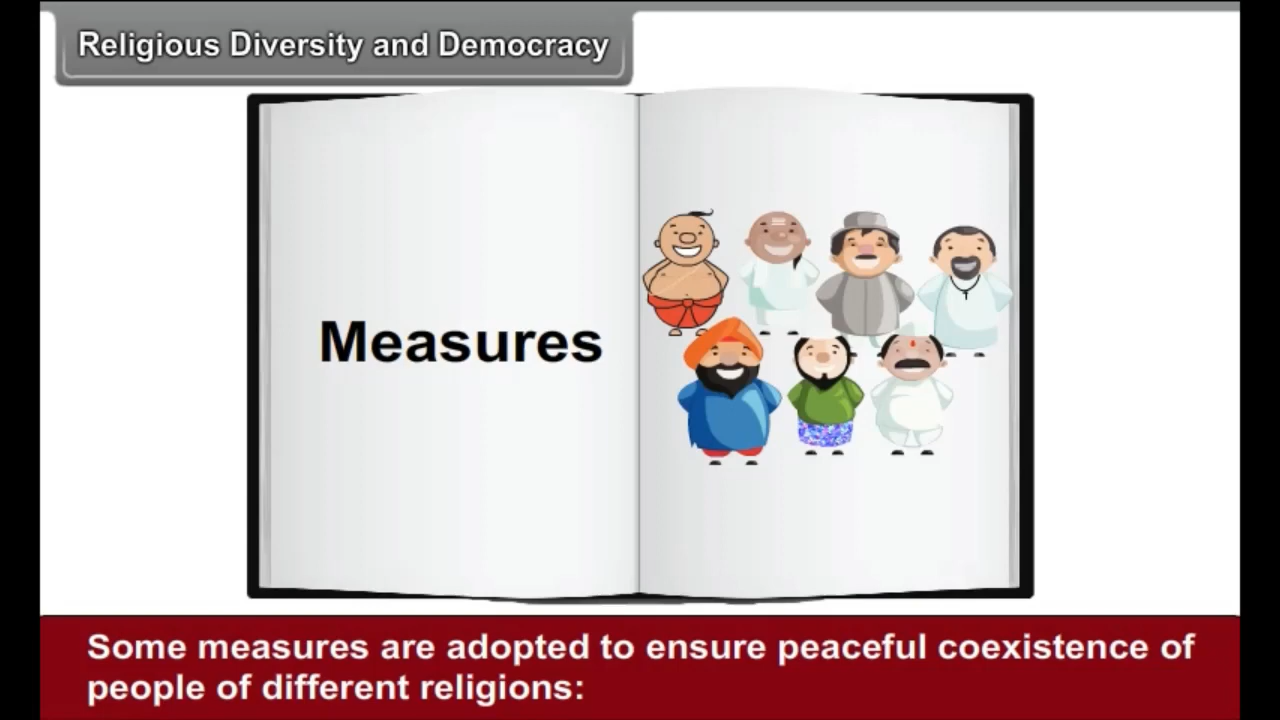 Religious Diversity and Democracy
Measures
Some measures are adopted to ensure peaceful coexistence of
people of different religions: